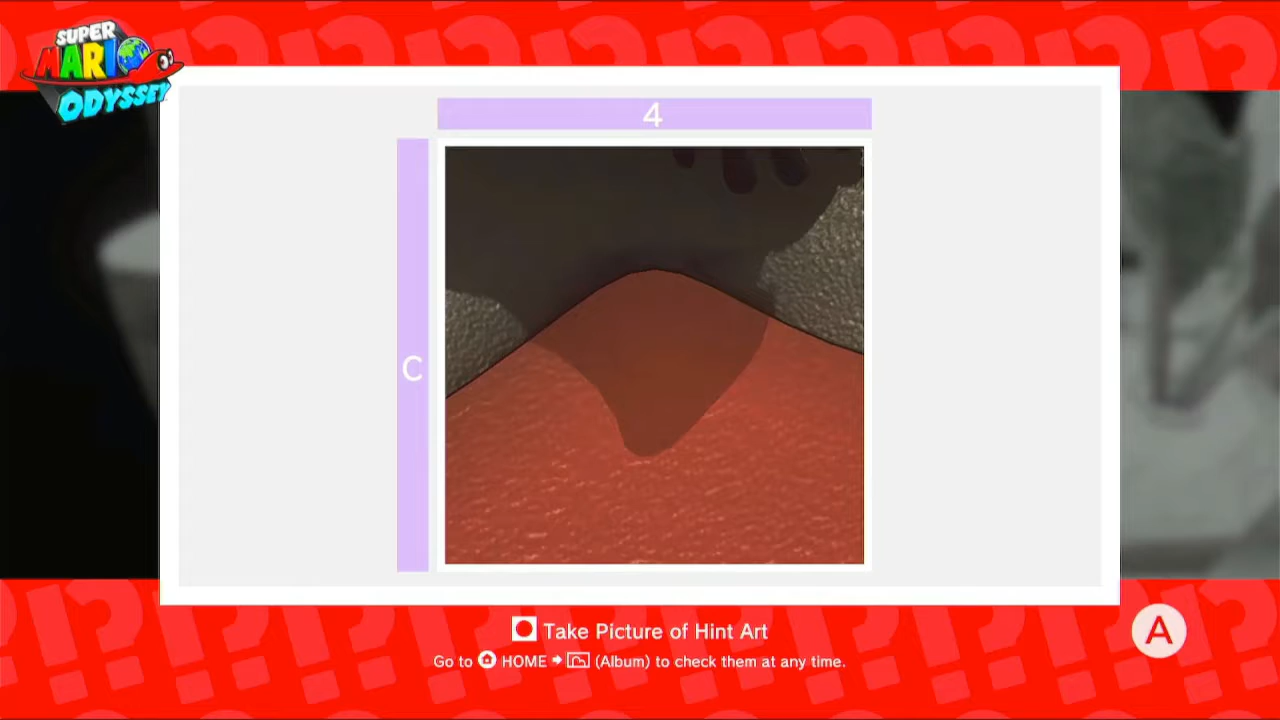 SUPER
MARIO
ODYSSEY
4
C
Take Picture of Hint Art
Go to HOME (Album) to check them at any time.
A